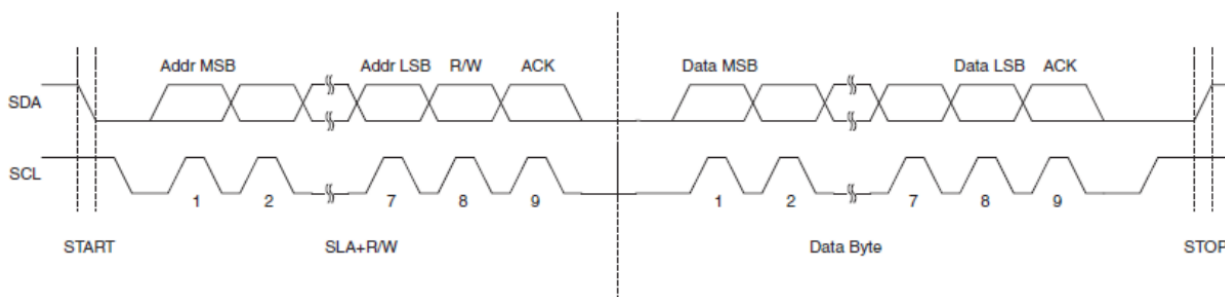 Addr MSB Addr LSB R/W ACK Data MSB Data LSB ACK
SDA
SCL
1 2 7 8 9 1 2 7 8 9
START SLA+R/W Data Byte STOP